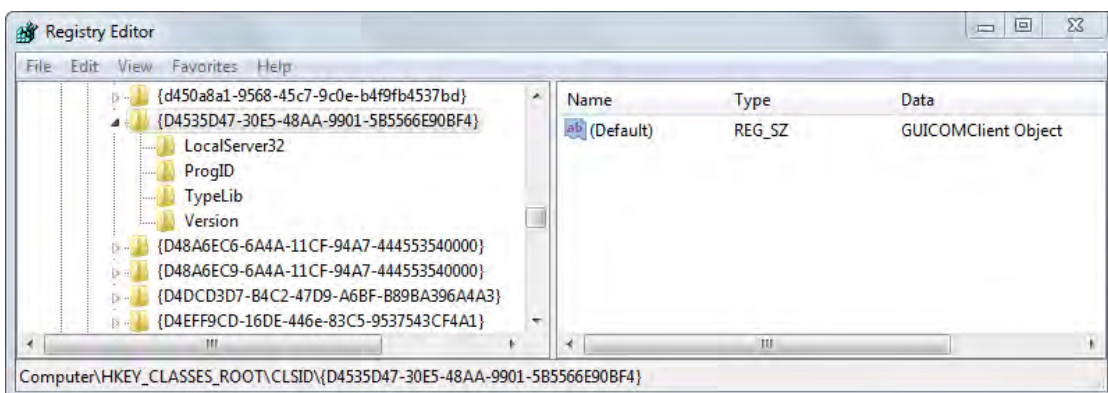 Registry Editor
File Edit View Favorites Help
{d450a8a1-9568-45c7-9c0e-b4f9fb4537bd}
{D4535D47-30E5-48AA-9901-5B5566E90BF4}
LocalServer32
ProgID
TypeLib
Version
{D48A6EC6-6A4A-11CF-94A7-444553540000}
{D48A6EC9-6A4A-11CF-94A7-444553540000}
{D4DCD3D7-B4C2-47D9-A6BF-B89BA396A4A3}
{D4EFF9CD-16DE-446e-83C5-9537543CF4A1}
Name Type Data
ab (Default) REG_SZ GUICOMClient Object
Computer\HKEY_CLASSES_ROOT\CLSID\{D4535D47-30E5-48AA-9901-5B5566E90BF4}